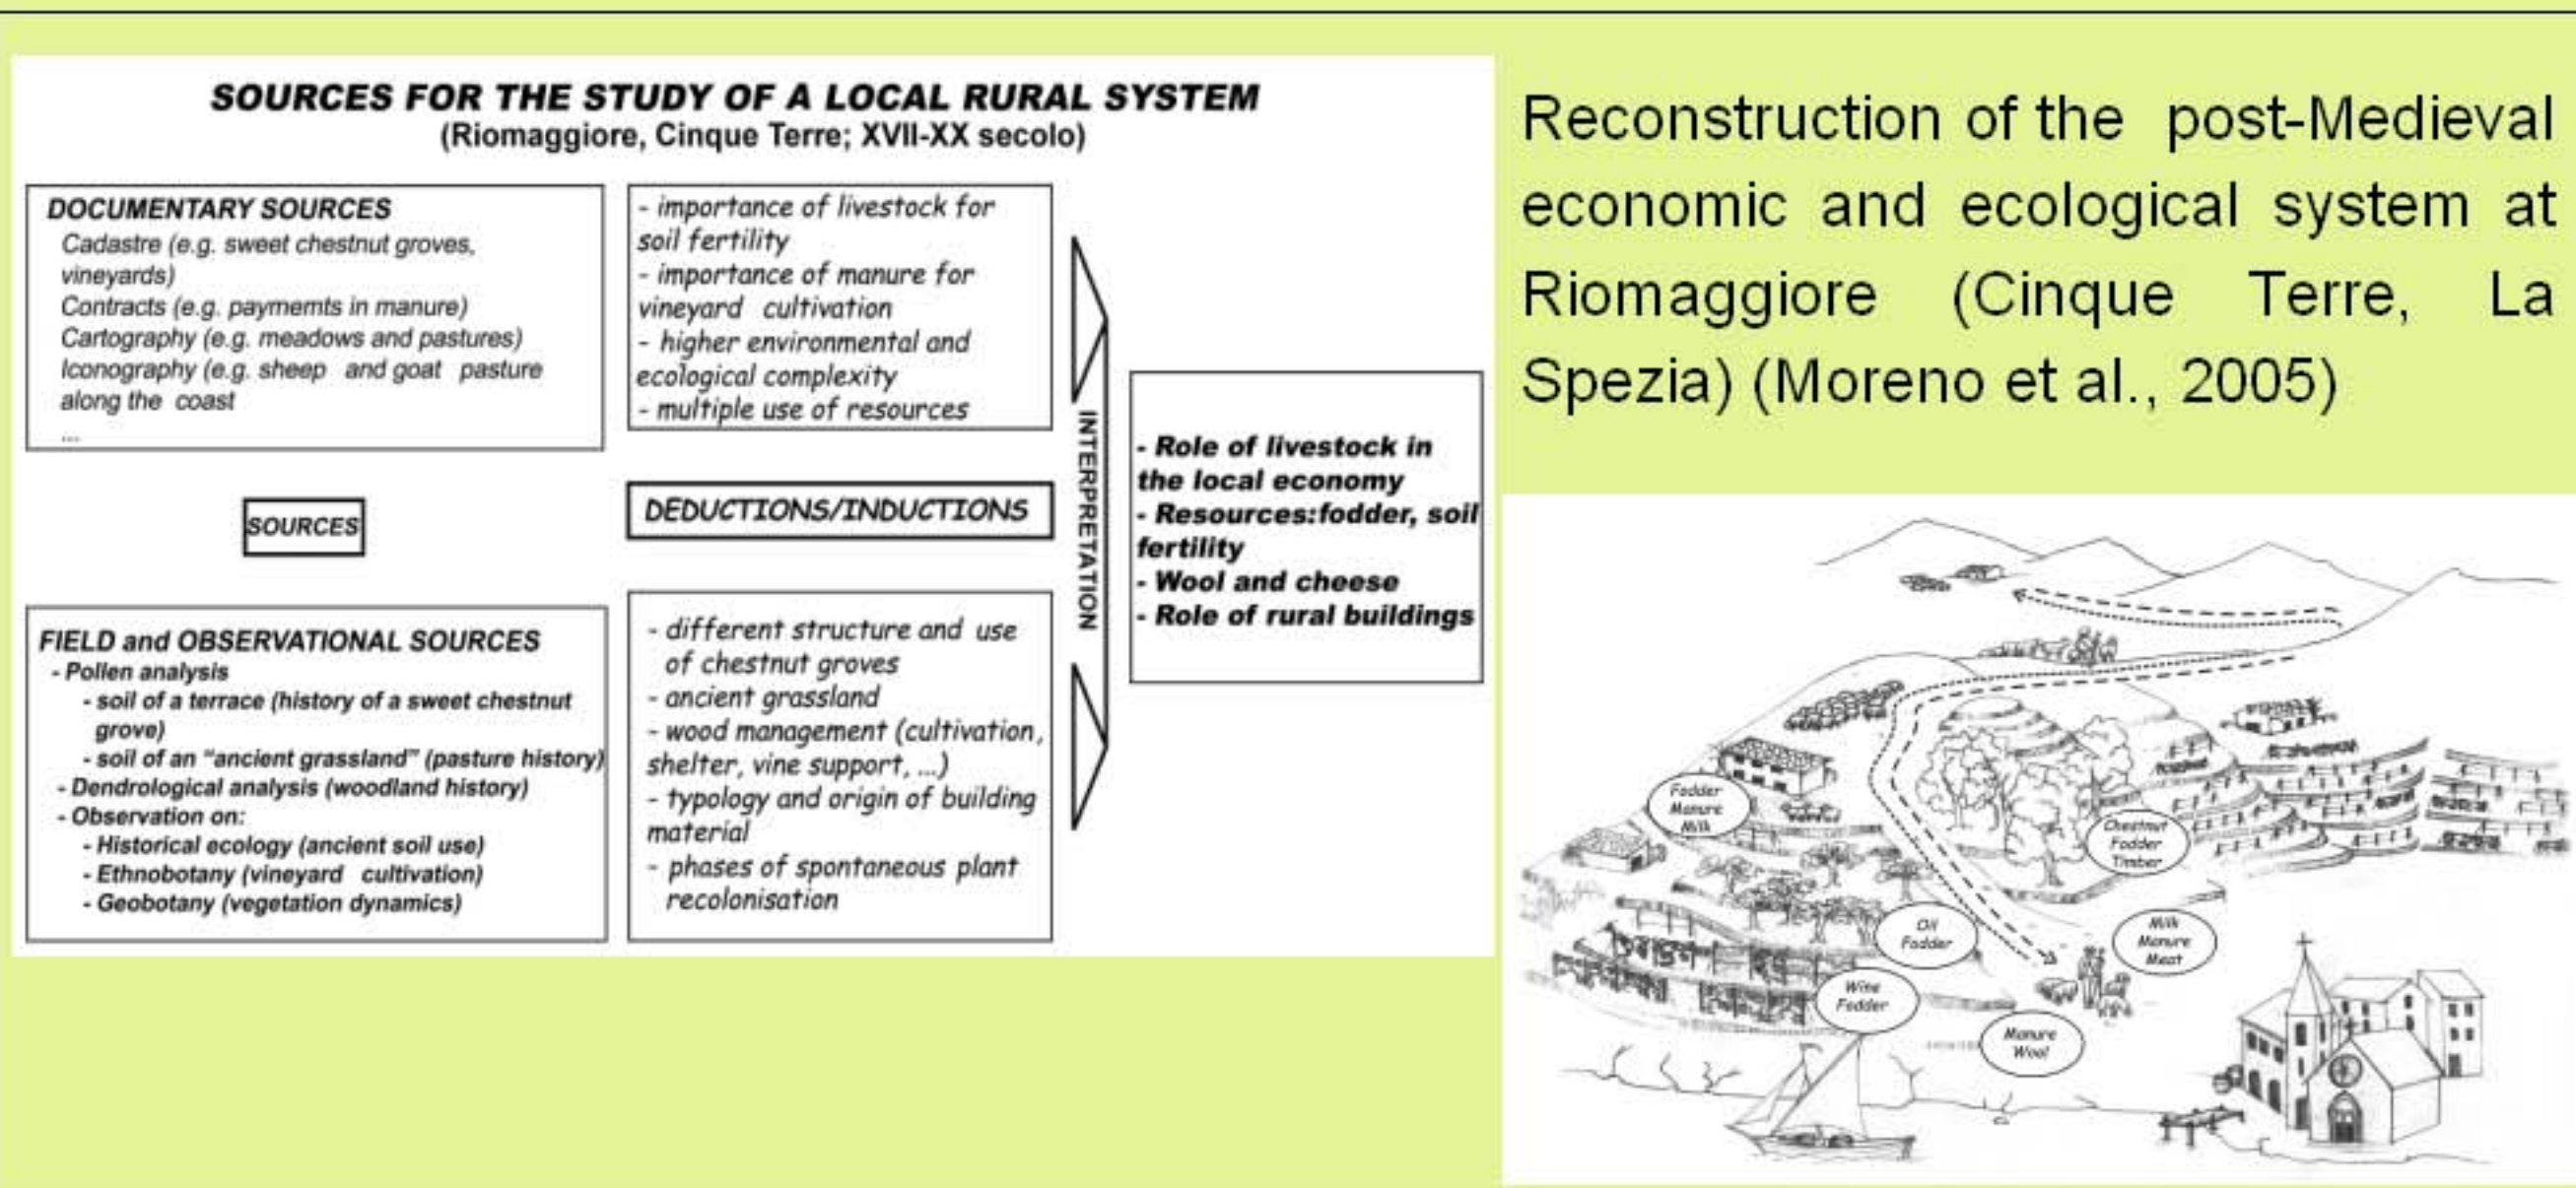 SOURCES FOR THE STUDY OF A LOCAL RURAL SYSTEM
(Riomaggiore, Cinque Terre; XVII-XX secolo)
DOCUMENTARY SOURCES
Cadastre (e.g. sweet chestnut groves,
vineyards)
Contracts (e.g. paymemts in manure)
Cartography (e.g. meadows and pastures)
Iconography (e.g. sheep and goat pasture
along the coast
...
SOURCES
FIELD and OBSERVATIONAL SOURCES
- Pollen analysis
- soil of a terrace (history of a sweet chestnut
grove)
- soil of an "ancient grassland" (pasture history)
- Dendrological analysis (woodland history)
- Observation on:
- Historical ecology (ancient soil use)
- Ethnobotany (vineyard cultivation)
- Geobotany (vegetation dynamics)
- importance of livestock for
soil fertility
- importance of manure for
vineyard cultivation
- higher environmental and
ecological complexity
- multiple use of resources
DEDUCTIONS/INDUCTIONS
- different structure and use
of chestnut groves
- ancient grassland
- wood management (cultivation,
shelter, vine support, ...)
- typology and origin of building
material
- phases of spontaneous plant
recolonisation
INTERPRETATION
- Role of livestock in
the local economy
- Resources:fodder, soil
fertility
- Wool and cheese
- Role of rural buildings
Reconstruction of the post-Medieval
economic and ecological system at
Riomaggiore (Cinque Terre, La
Spezia) (Moreno et al., 2005)
Fodder
Manure
Milk
Chestnut
Fodder
Timber
Oil
Fodder
Milk
Manure
Meat
Wine
Fodder
Manure
Wool